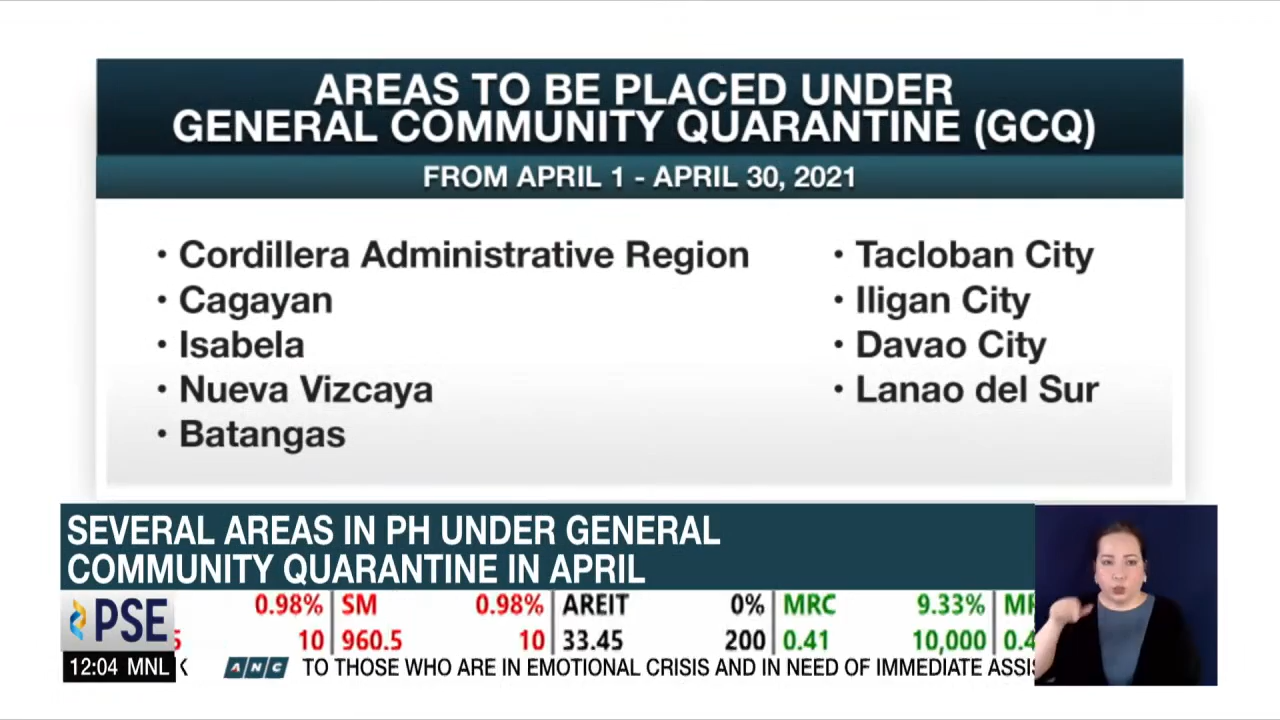 AREAS TO BE PLACED UNDER
GENERAL COMMUNITY QUARANTINE (GCQ)
FROM APRIL 1 - APRIL 30, 2021
• Cordillera Administrative Region
• Cagayan
• Isabela
• Nueva Vizcaya
• Batangas
• Tacloban City
• Iligan City
• Davao City
• Lanao del Sur
SEVERAL AREAS IN PH UNDER GENERAL
COMMUNITY QUARANTINE IN APRIL
PSE
0.98% SM 0.98% AREIT 0% MRC 9.33%
10 960.5 10 33.45 200 0.41 10,000
12:04 MNL K ANC TO THOSE WHO ARE IN EMOTIONAL CRISIS AND IN NEED OF IMMEDIATE